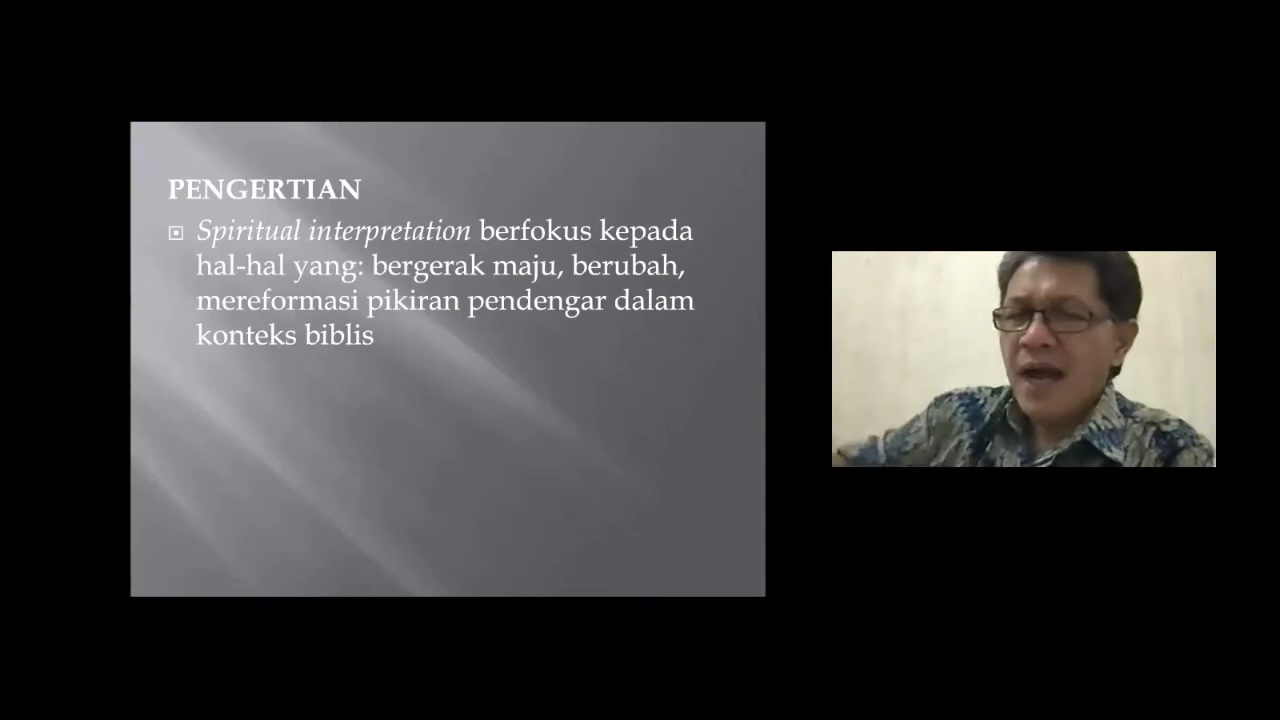 PENGERTIAN
Spiritual interpretation berfokus kepada
hal-hal yang: bergerak maju, berubah,
mereformasi pikiran pendengar dalam
konteks biblis